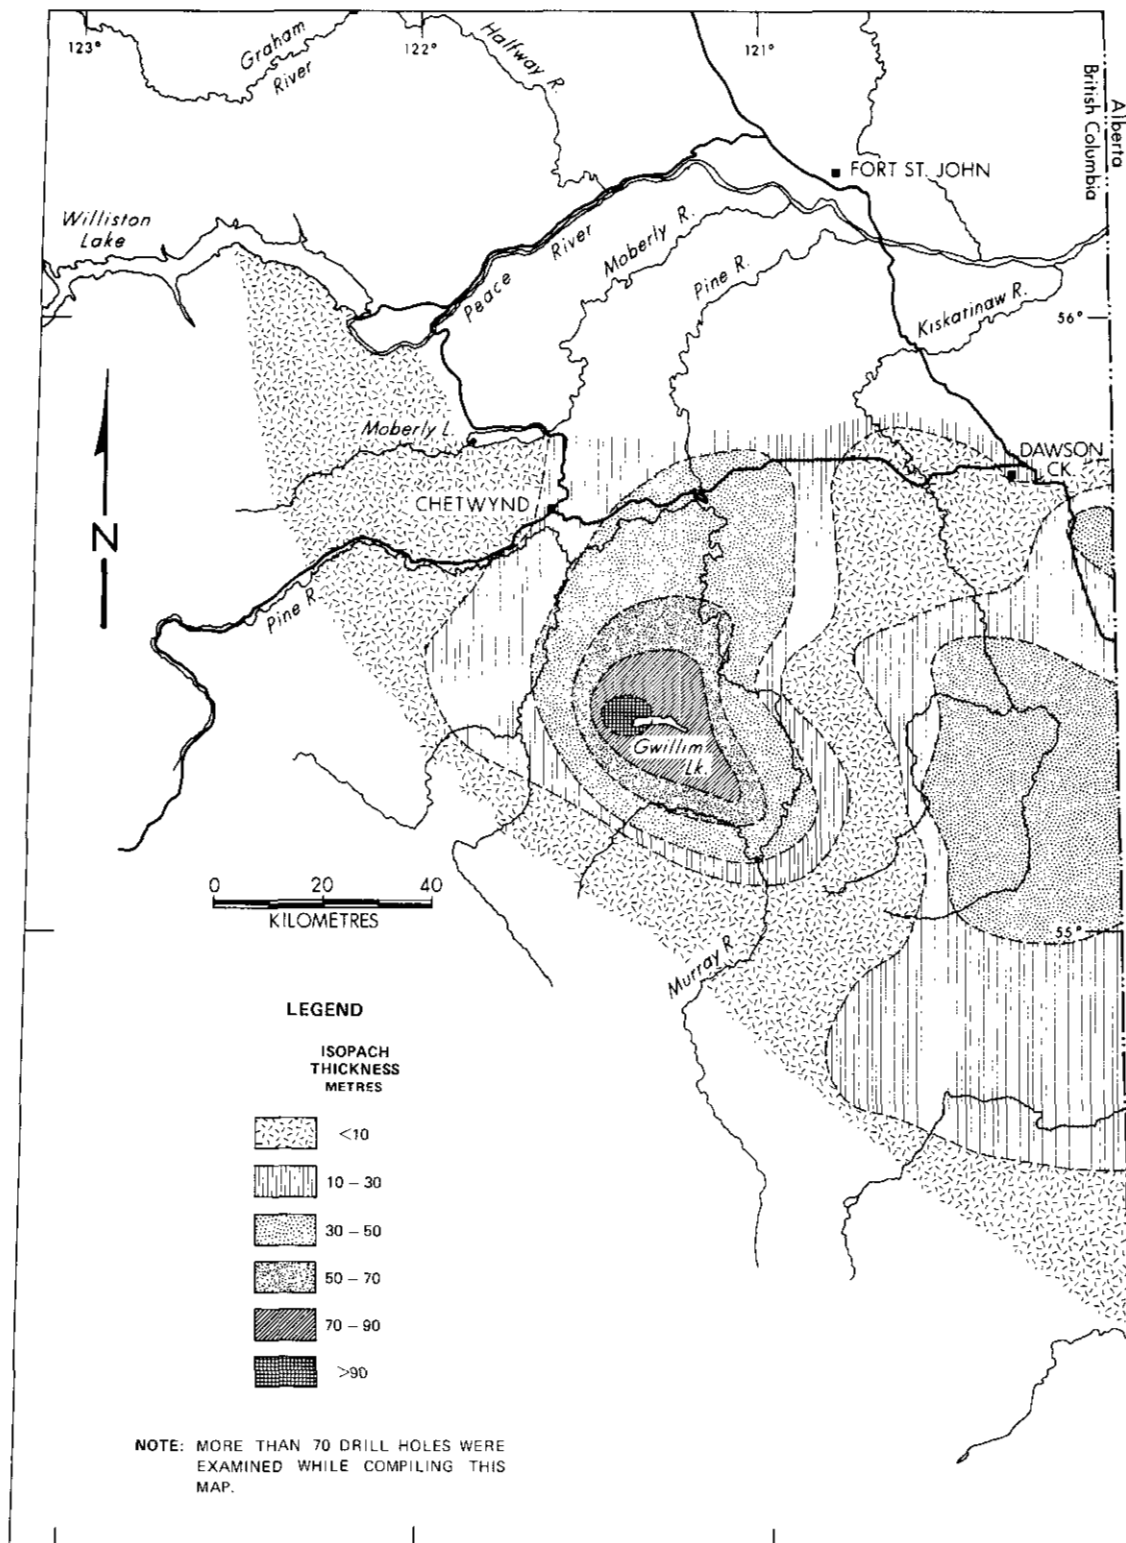 123°
122°
121°
Graham
River
Halfway R.
Alberta
British Columbia
FORT ST. JOHN
Williston
Lake
Peace
River
Moberly R.
Pine R.
Kiskatinaw R.
56°
Moberly L.
CHETWYND
DAWSON
CK.
N
Pine R.
Gwillim
Lk.
0 20 40
KILOMETRES
55°
Murray R.
LEGEND
ISOPACH
THICKNESS
METRES
<10
10 – 30
30 – 50
50 – 70
70 – 90
>90
NOTE: MORE THAN 70 DRILL HOLES WERE
EXAMINED WHILE COMPILING THIS
MAP.